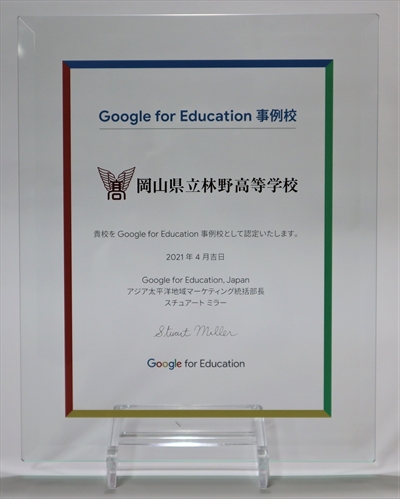 Google for Education 事例校
高
岡山県立林野高等学校
貴校を Google for Education 事例校として認定いたします。
2021 年 4 月吉日
Google for Education, Japan
アジア太平洋地域マーケティング統括部長
スチュアート ミラー
Stuart Miller
Google for Education